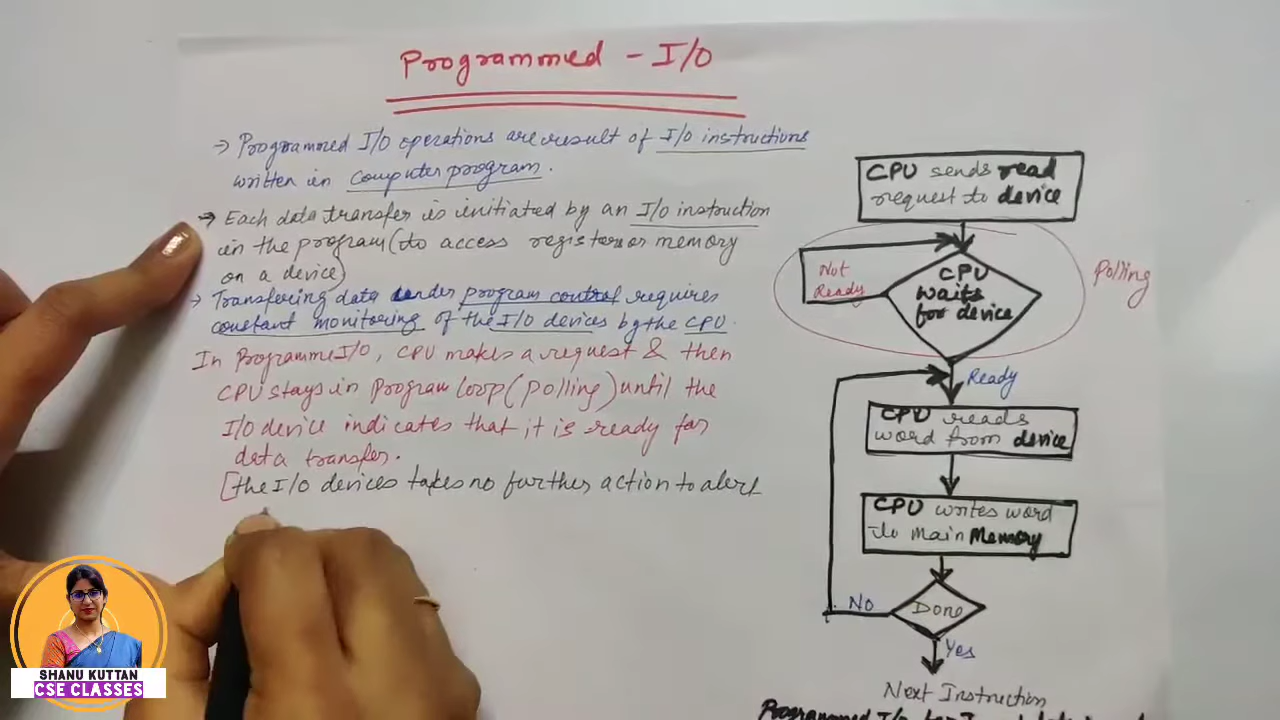 Programmed - I/O
→ Programmed I/O operations are result of I/O instructions
written in computer program.
→ Each data transfer is initiated by an I/O instruction
in the program (to access registers or memory
on a device)
→ Transfering data under program control requires
constant monitoring of the I/O devices by the CPU.
In Programme I/O, CPU makes a request & then
CPU stays in Program loop (polling) until the
I/O device indicates that, it is ready for
data transfer.
[the I/O devices takes no further action to alert
CPU sends read
request to device
Not
Ready
CPU
waits
for device
Polling
Ready
CPU reads
word from device
CPU writes word
to main Memory
No
Done
Yes
Next Instruction
Programmed I/O for
SHANU KUTTAN
CSE CLASSES